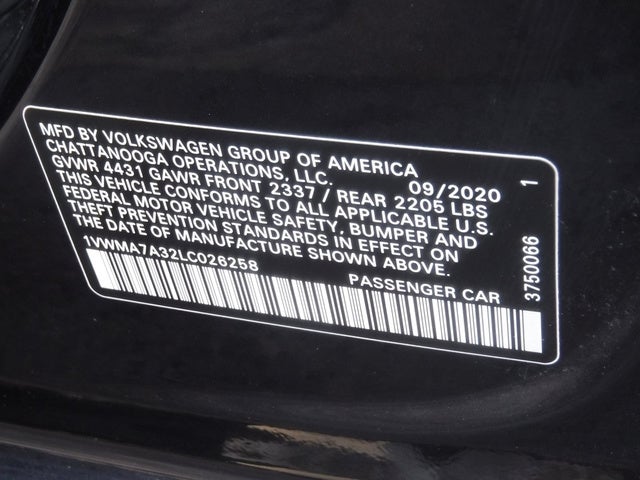 MFD BY VOLKSWAGEN GROUP OF AMERICA
CHATTANOOGA OPERATIONS, LLC. 09/2020 1
GVWR 4431 GAWR FRONT 2337 / REAR 2205 LBS
THIS VEHICLE CONFORMS TO ALL APPLICABLE U.S.
FEDERAL MOTOR VEHICLE SAFETY, BUMPER AND
THEFT PREVENTION STANDARDS IN EFFECT ON
THE DATE OF MANUFACTURE SHOWN ABOVE.
1VWMA7A32LC026258 PASSENGER CAR
3750066